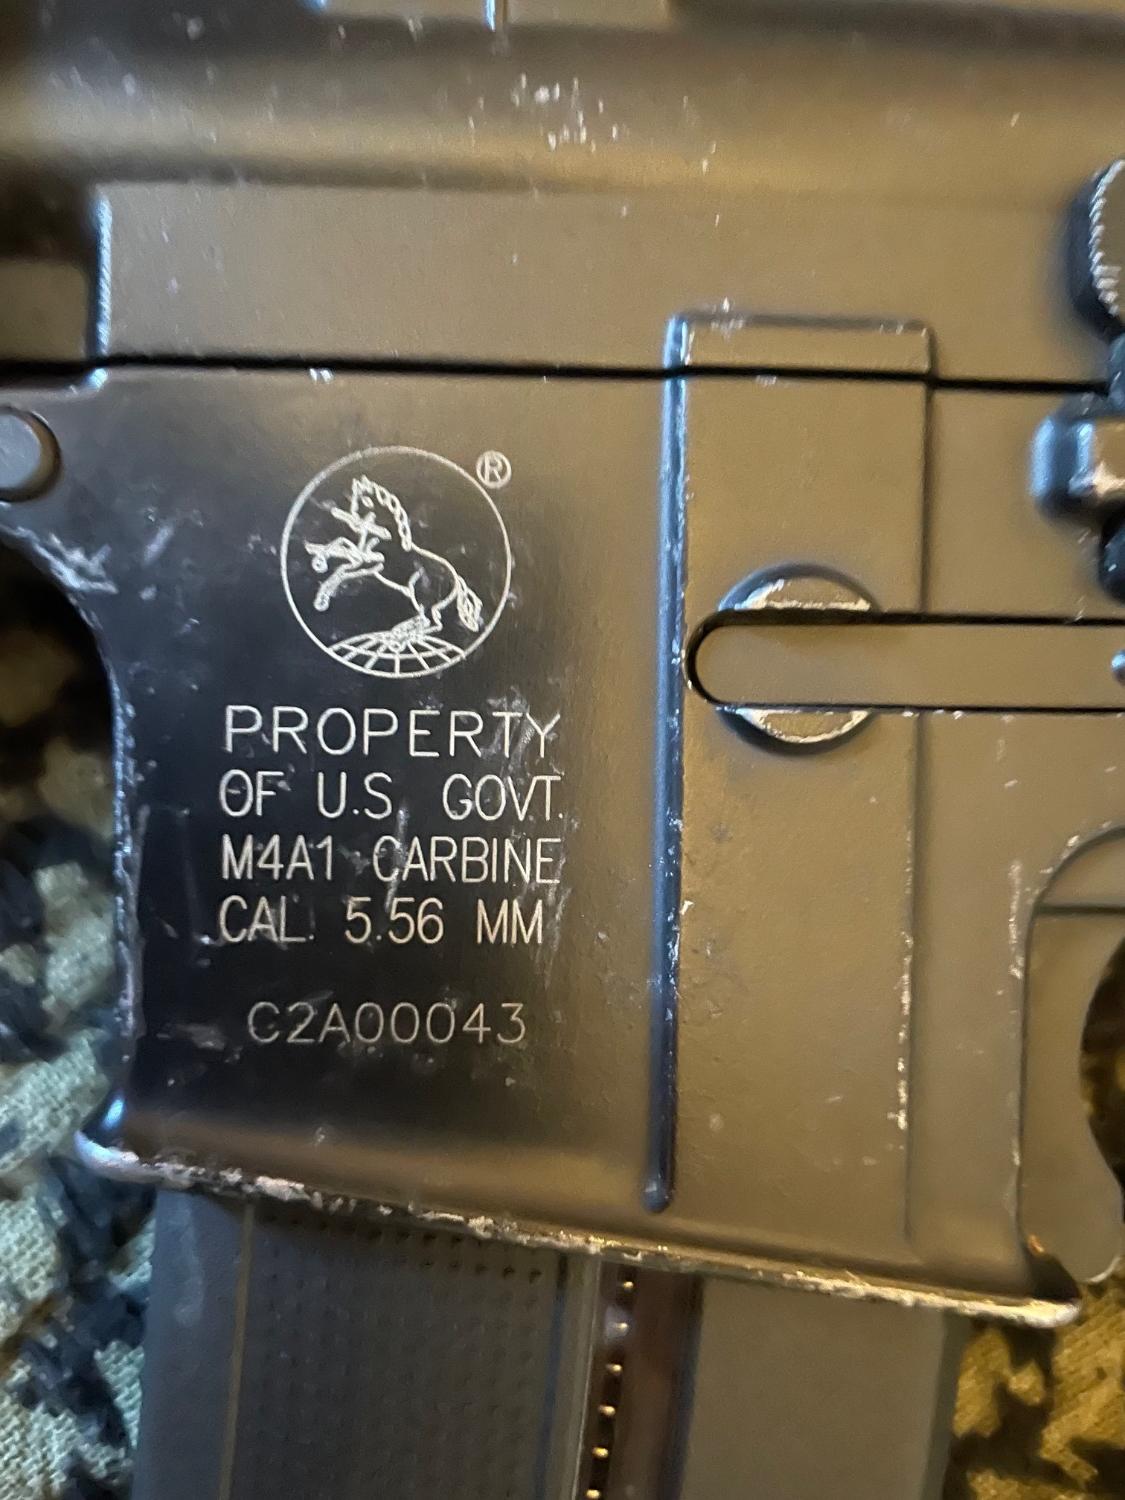 ®
PROPERTY
OF U.S. GOVT.
M4A1 CARBINE
CAL. 5.56 MM
C2A00043